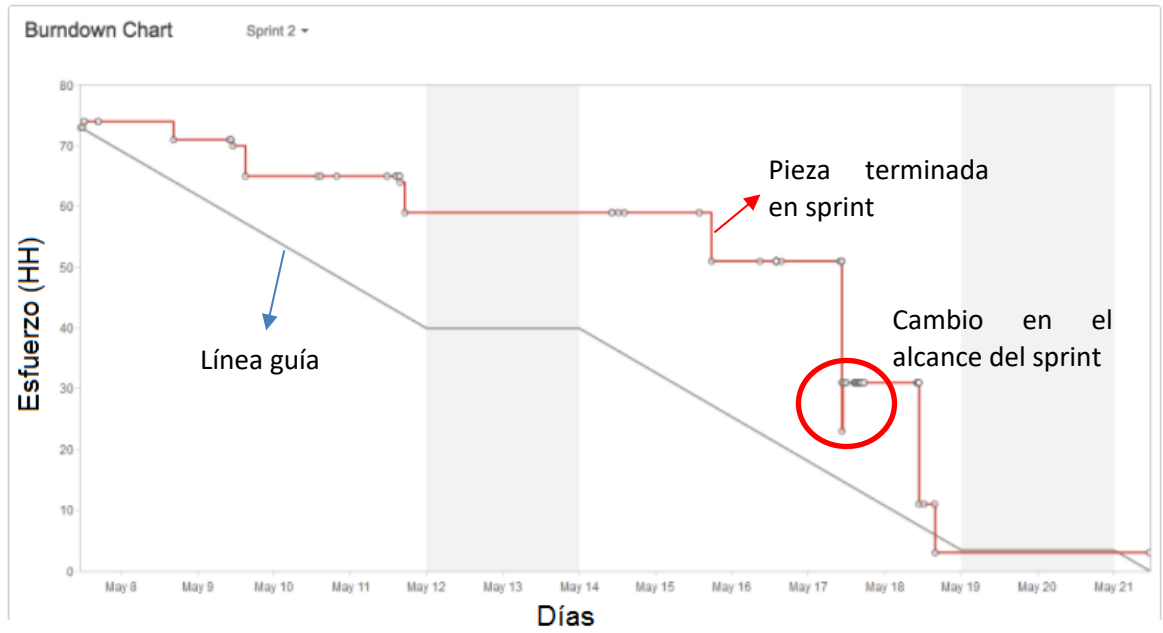 Burndown Chart
Sprint 2
80
70
60
50
40
30
20
10
0
Esfuerzo (HH)
Pieza terminada
en sprint
Cambio en el
alcance del sprint
Línea guía
May 8
May 9
May 10
May 11
May 12
May 13
May 14
May 15
May 16
May 17
May 18
May 19
May 20
May 21
Días